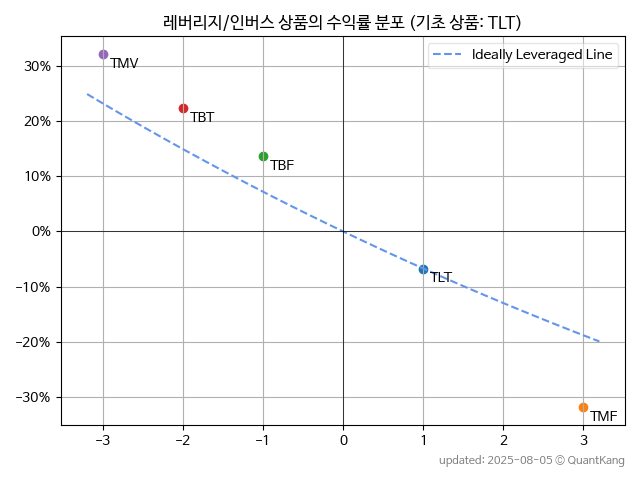 레버리지/인버스 상품의 수익률 분포 (기초 상품: TLT)
Ideally Leveraged Line
30%
20%
10%
0%
−10%
−20%
−30%
TMV
TBT
TBF
TLT
TMF
−3
−2
−1
0
1
2
3
updated: 2025-08-05 © QuantKang